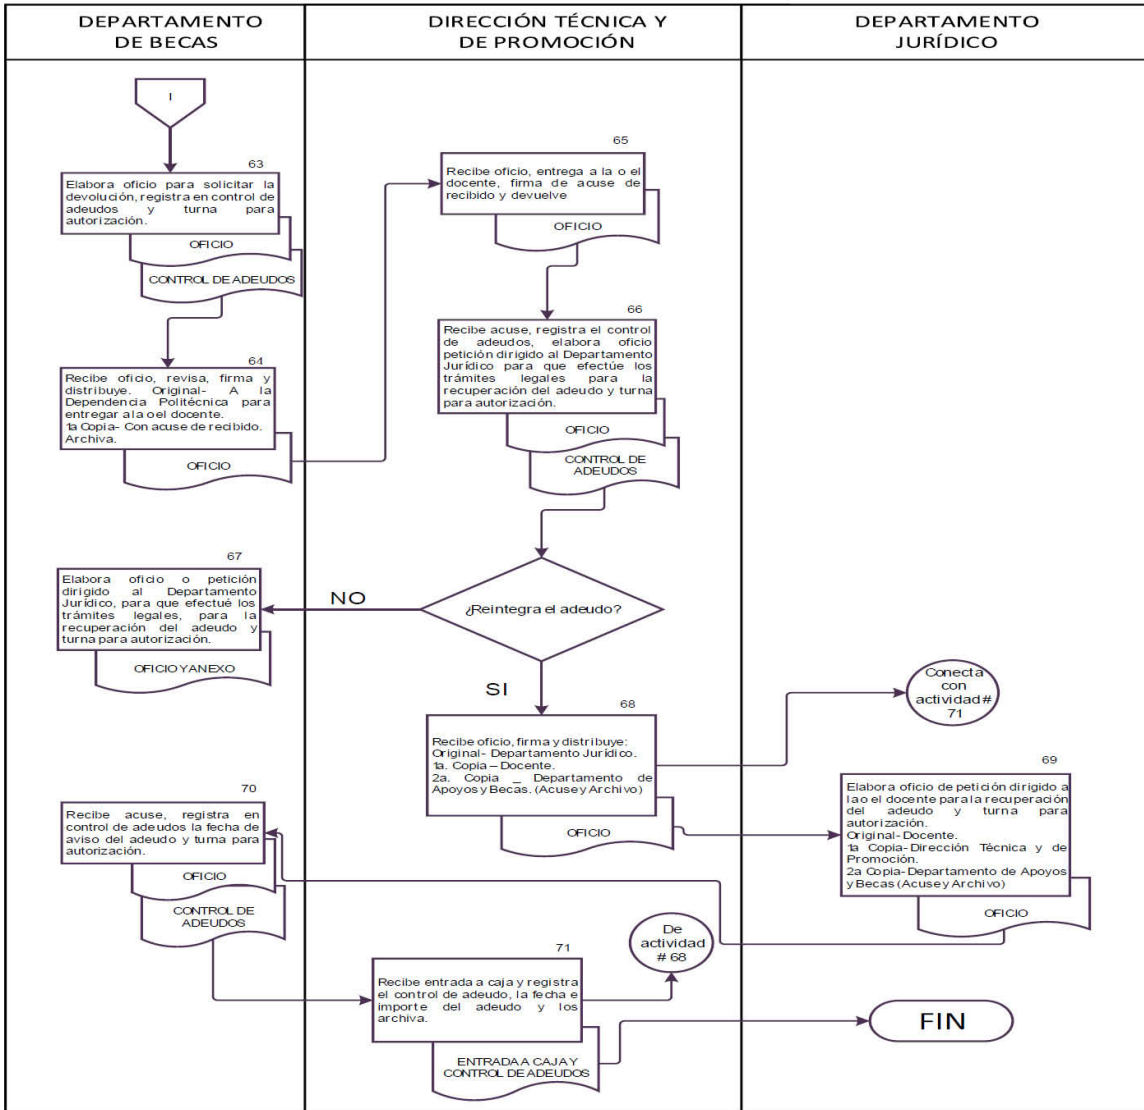 DEPARTAMENTO
DE BECAS
DIRECCIÓN TÉCNICA Y
DE PROMOCIÓN
DEPARTAMENTO
JURÍDICO
I
63
Elabora oficio para solicitar la
devolución, registra en control de
adeudos y turna para
autorización.
OFICIO
CONTROL DE ADEUDOS
64
Recibe oficio, revisa, firma y
distribuye. Original- A la
Dependencia Politécnica para
entregar a la o el docente.
1a Copia- Con acuse de recibido.
Archiva.
OFICIO
65
Recibe oficio, entrega a la o el
docente, firma de acuse de
recibido y devuelve
OFICIO
66
Recibe acuse, registra el control
de adeudos, elabora oficio
petición dirigido al Departamento
Jurídico para que efectúe los
trámites legales para la
recuperación del adeudo y turna
para autorización.
OFICIO
CONTROL DE
ADEUDOS
¿Reintegra el adeudo?
NO
SI
67
Elabora oficio o petición
dirigido al Departamento
Jurídico, para que efectué los
trámites legales, para la
recuperación del adeudo y
turna para autorización.
OFICIO Y ANEXO
68
Recibe oficio, firma y distribuye:
Original- Departamento Jurídico.
1a. Copia – Docente.
2a. Copia _ Departamento de
Apoyos y Becas. (Acuse y Archivo)
OFICIO
Conecta
con
actividad #
71
69
Elabora oficio de petición dirigido a
la o el docente para la recuperación
del adeudo y turna para
autorización.
Original-Docente.
1a Copia-Dirección Técnica y de
Promoción.
2a Copia-Departamento de Apoyos
y Becas (Acuse y Archivo)
OFICIO
70
Recibe acuse, registra en
control de adeudos la fecha de
aviso del adeudo y turna para
autorización.
OFICIO
CONTROL DE
ADEUDOS
71
Recibe entrada a caja y registra
el control de adeudo, la fecha e
importe del adeudo y los
archiva.
ENTRADA A CAJA Y
CONTROL DE ADEUDOS
De
actividad
# 68
FIN